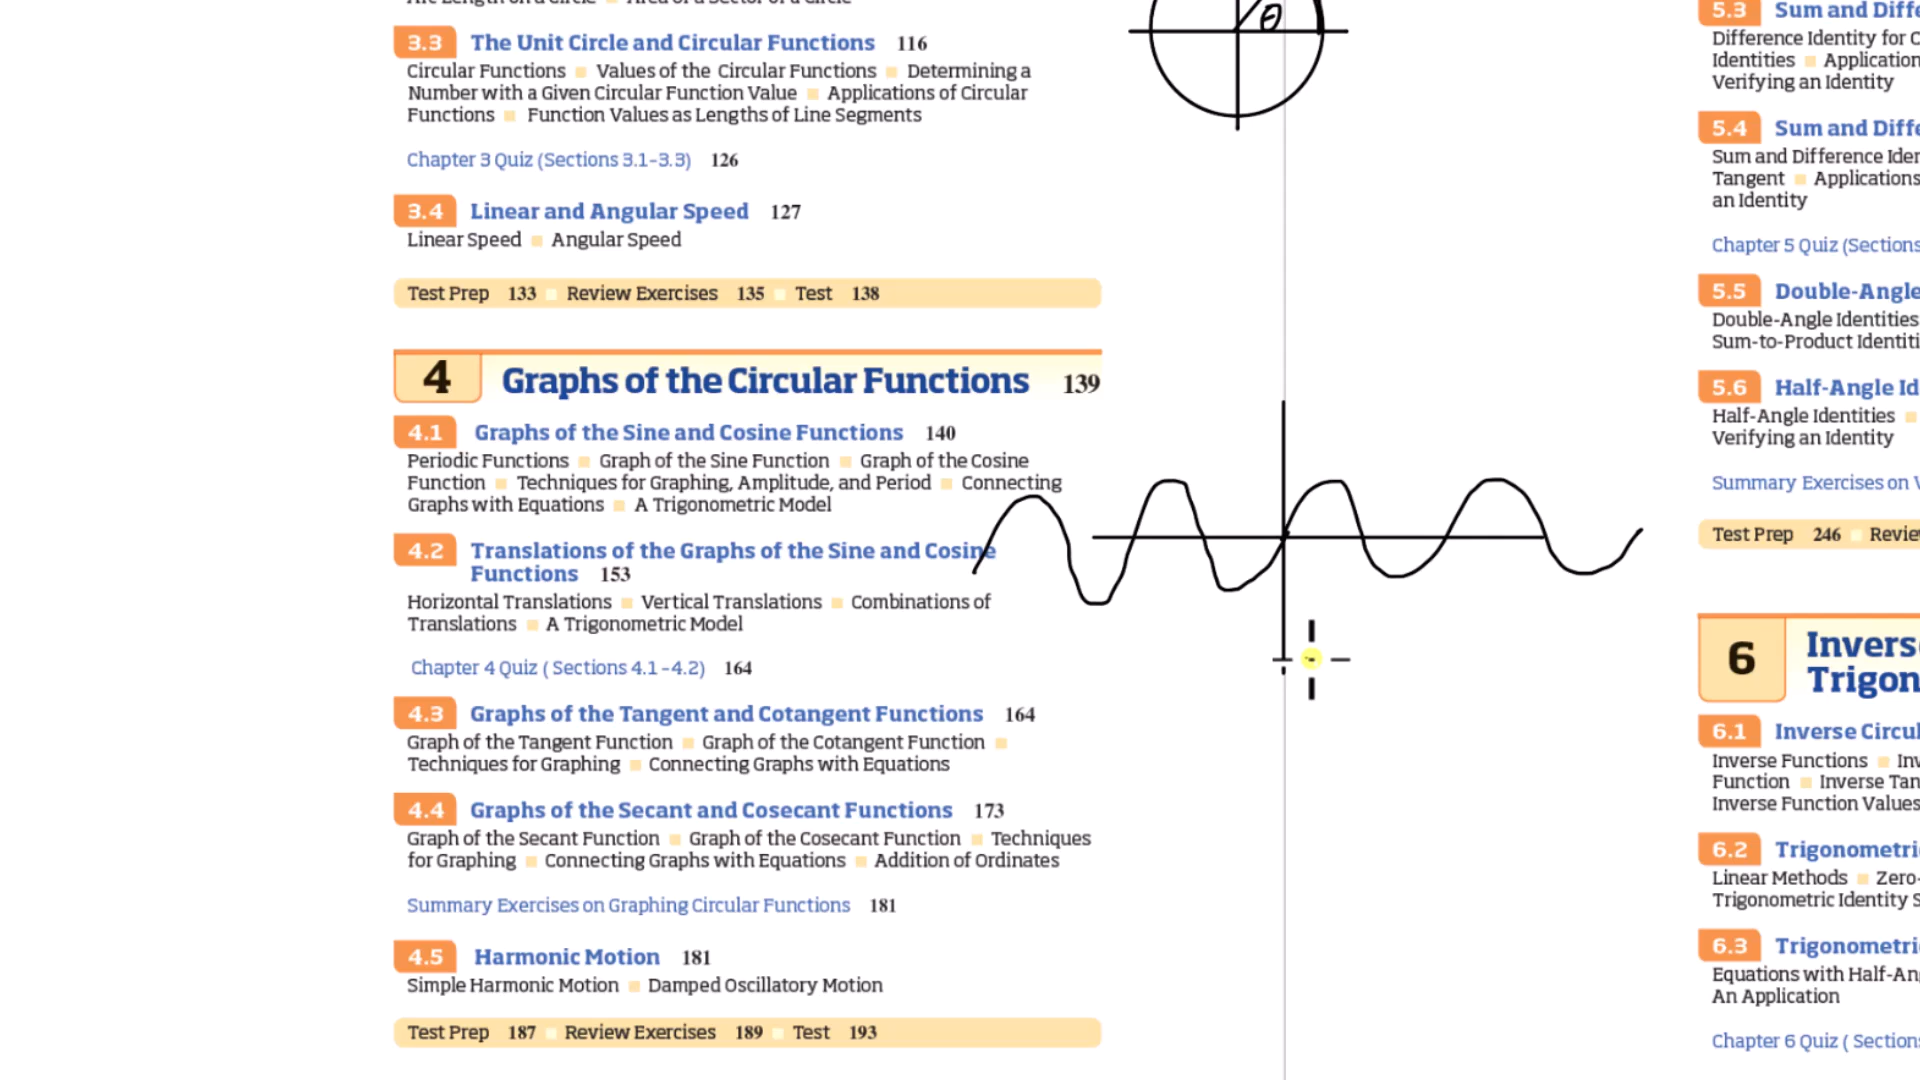 3.3 The Unit Circle and Circular Functions 116
Circular Functions ■ Values of the Circular Functions ■ Determining a
Number with a Given Circular Function Value ■ Applications of Circular
Functions ■ Function Values as Lengths of Line Segments
Chapter 3 Quiz (Sections 3.1–3.3) 126
3.4 Linear and Angular Speed 127
Linear Speed ■ Angular Speed
Test Prep 133 ■ Review Exercises 135 ■ Test 138
4 Graphs of the Circular Functions 139
4.1 Graphs of the Sine and Cosine Functions 140
Periodic Functions ■ Graph of the Sine Function ■ Graph of the Cosine
Function ■ Techniques for Graphing, Amplitude, and Period ■ Connecting
Graphs with Equations ■ A Trigonometric Model
4.2 Translations of the Graphs of the Sine and Cosine
Functions 153
Horizontal Translations ■ Vertical Translations ■ Combinations of
Translations ■ A Trigonometric Model
Chapter 4 Quiz ( Sections 4.1–4.2) 164
4.3 Graphs of the Tangent and Cotangent Functions 164
Graph of the Tangent Function ■ Graph of the Cotangent Function ■
Techniques for Graphing ■ Connecting Graphs with Equations
4.4 Graphs of the Secant and Cosecant Functions 173
Graph of the Secant Function ■ Graph of the Cosecant Function ■ Techniques
for Graphing ■ Connecting Graphs with Equations ■ Addition of Ordinates
Summary Exercises on Graphing Circular Functions 181
4.5 Harmonic Motion 181
Simple Harmonic Motion ■ Damped Oscillatory Motion
Test Prep 187 ■ Review Exercises 189 ■ Test 193
θ
5.3 Sum and Diffe
Difference Identity for C
Identities ■ Application
Verifying an Identity
5.4 Sum and Diffe
Sum and Difference Iden
Tangent ■ Applications
an Identity
Chapter 5 Quiz (Sections
5.5 Double-Angle
Double-Angle Identities
Sum-to-Product Identiti
5.6 Half-Angle Id
Half-Angle Identities ■
Verifying an Identity
Summary Exercises on V
Test Prep 246 ■ Review
6 Inverse
Trigon
6.1 Inverse Circul
Inverse Functions ■ Inv
Function ■ Inverse Tan
Inverse Function Values
6.2 Trigonometri
Linear Methods ■ Zero-
Trigonometric Identity S
6.3 Trigonometri
Equations with Half-An
An Application
Chapter 6 Quiz ( Sections